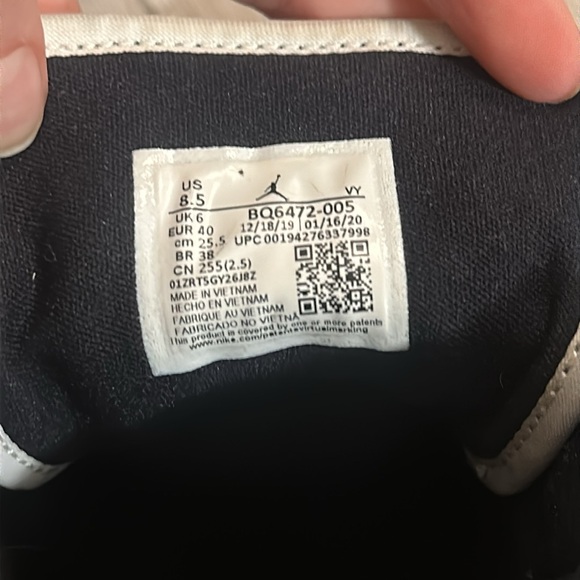 US
8.5
VY
UK 6
BQ6472-005
EUR 40
12/18/19 | 01/16/20
cm 25.5
UPC 00194276337998
BR 38
CN 255(2.5)
01ZRT5GY26J8Z
MADE IN VIETNAM
HECHO EN VIETNAM
FABRIQUE AU VIETNAM
FABRICADO NO VIETNÃ
This product is covered by one or more patents
www.nike.com/patentsvirtualmarking